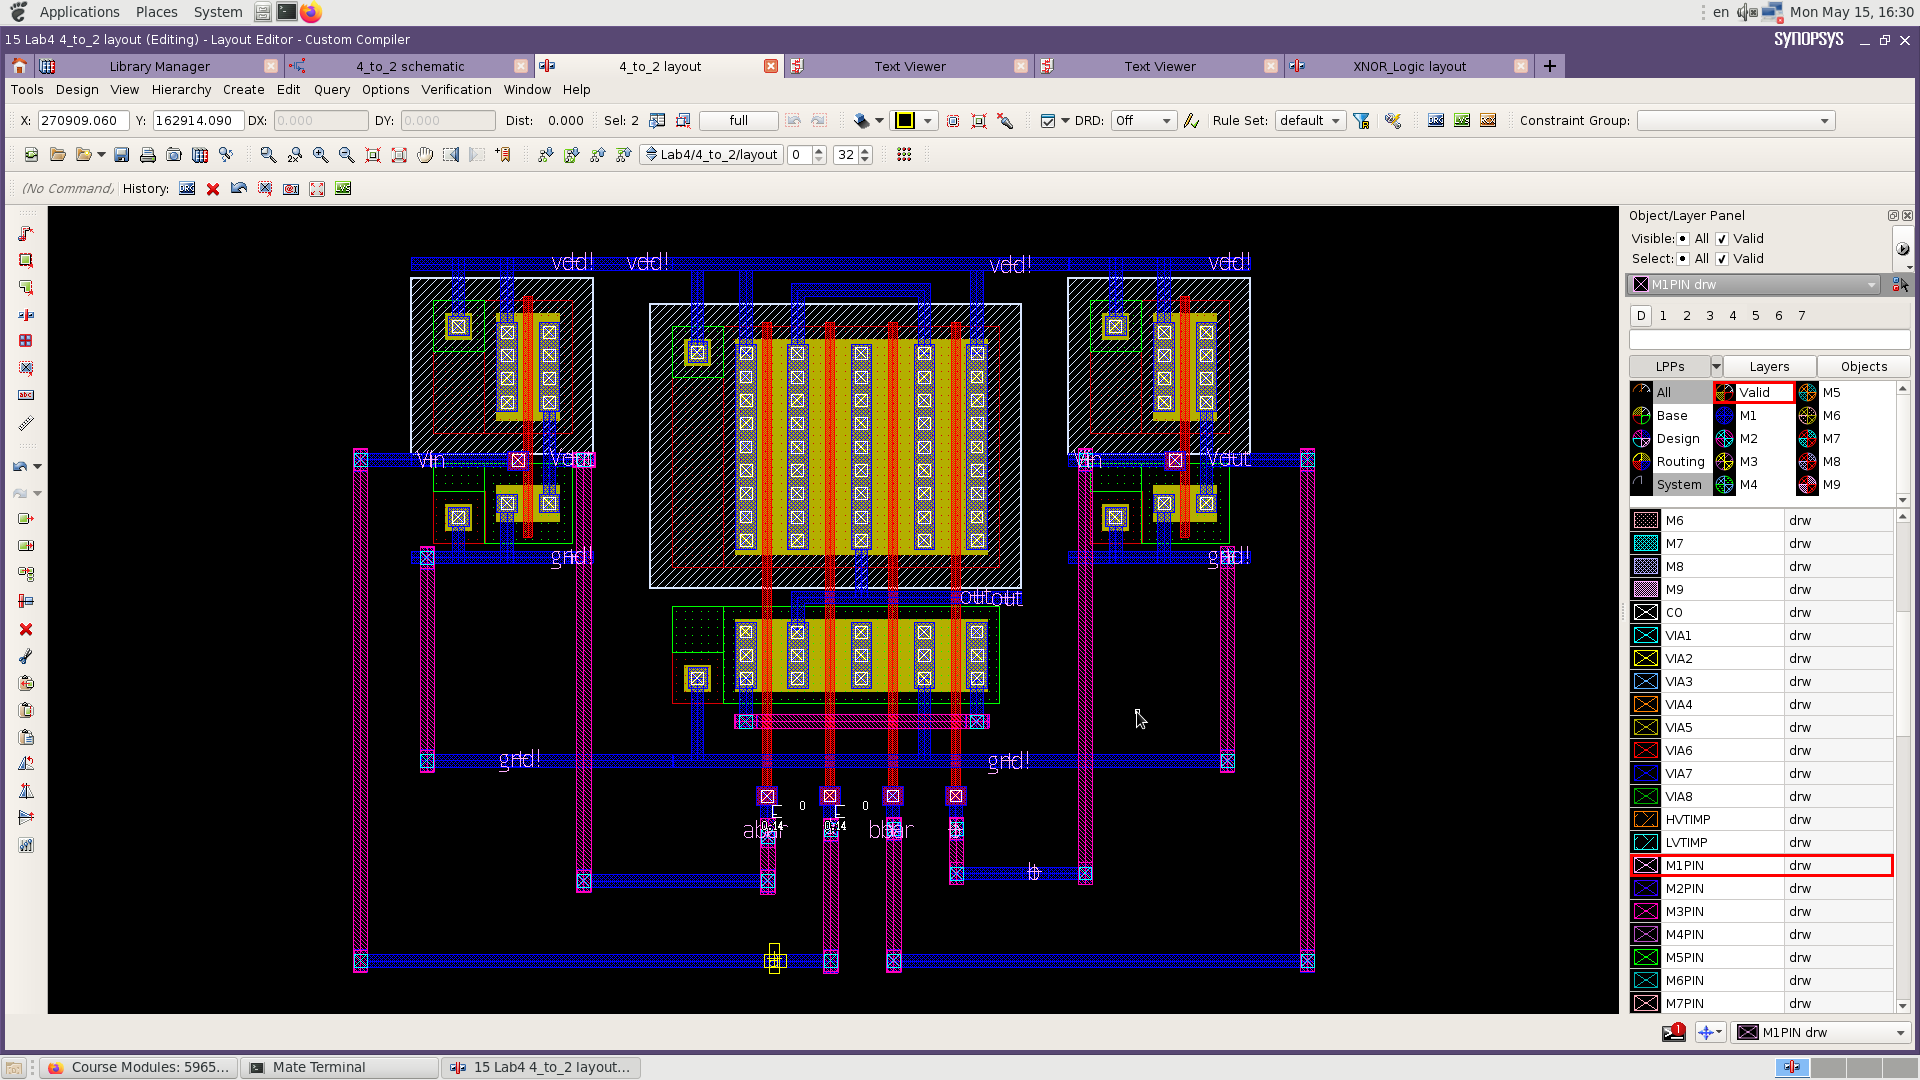 Applications Places System en Mon May 15, 16:30
15 Lab4 4_to_2 layout (Editing) - Layout Editor - Custom Compiler SYNOPSYS
Library Manager 4_to_2 schematic 4_to_2 layout Text Viewer Text Viewer XNOR_Logic layout
Tools Design View Hierarchy Create Edit Query Options Verification Window Help
X: 270909.060 Y: 162914.090 DX: 0.000 DY: 0.000 Dist: 0.000 Sel: 2 full DRD: Off Rule Set: default Constraint Group:
Lab4/4_to_2/layout 0 32
(No Command) History:
Object/Layer Panel
Visible: All Valid
Select: All Valid
M1PIN drw
D 1 2 3 4 5 6 7
LPPs Layers Objects
All Valid M5
Base M1 M6
Design M2 M7
Routing M3 M8
System M4 M9
M6 drw
M7 drw
M8 drw
M9 drw
CO drw
VIA1 drw
VIA2 drw
VIA3 drw
VIA4 drw
VIA5 drw
VIA6 drw
VIA7 drw
VIA8 drw
HVTIMP drw
LVTIMP drw
M1PIN drw
M2PIN drw
M3PIN drw
M4PIN drw
M5PIN drw
M6PIN drw
M7PIN drw
vdd! vdd! vdd! vdd!
Vin Vout Vin Vout
gnd! gnd!
out out
gnd! gnd!
0 0
0.14 0.14
abar bbar b
b
M1PIN drw
Course Modules: 5965... Mate Terminal 15 Lab4 4_to_2 layout...